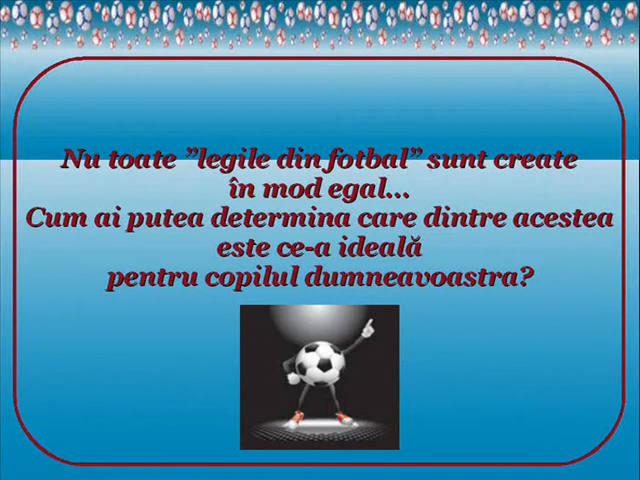 Nu toate ”legile din fotbal” sunt create
în mod egal...
Cum ai putea determina care dintre acestea
este ce-a ideală
pentru copilul dumneavoastra?